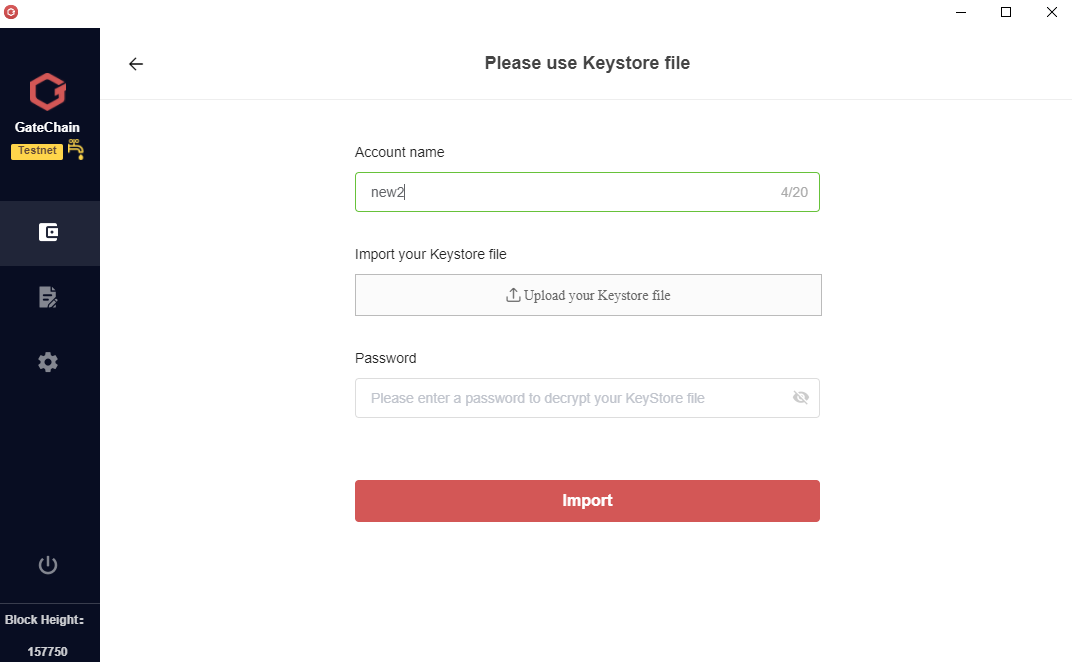 Please use Keystore file
GateChain
Testnet
Account name
new2
4/20
Import your Keystore file
Upload your Keystore file
Password
Please enter a password to decrypt your KeyStore file
Import
Block Height:
157750